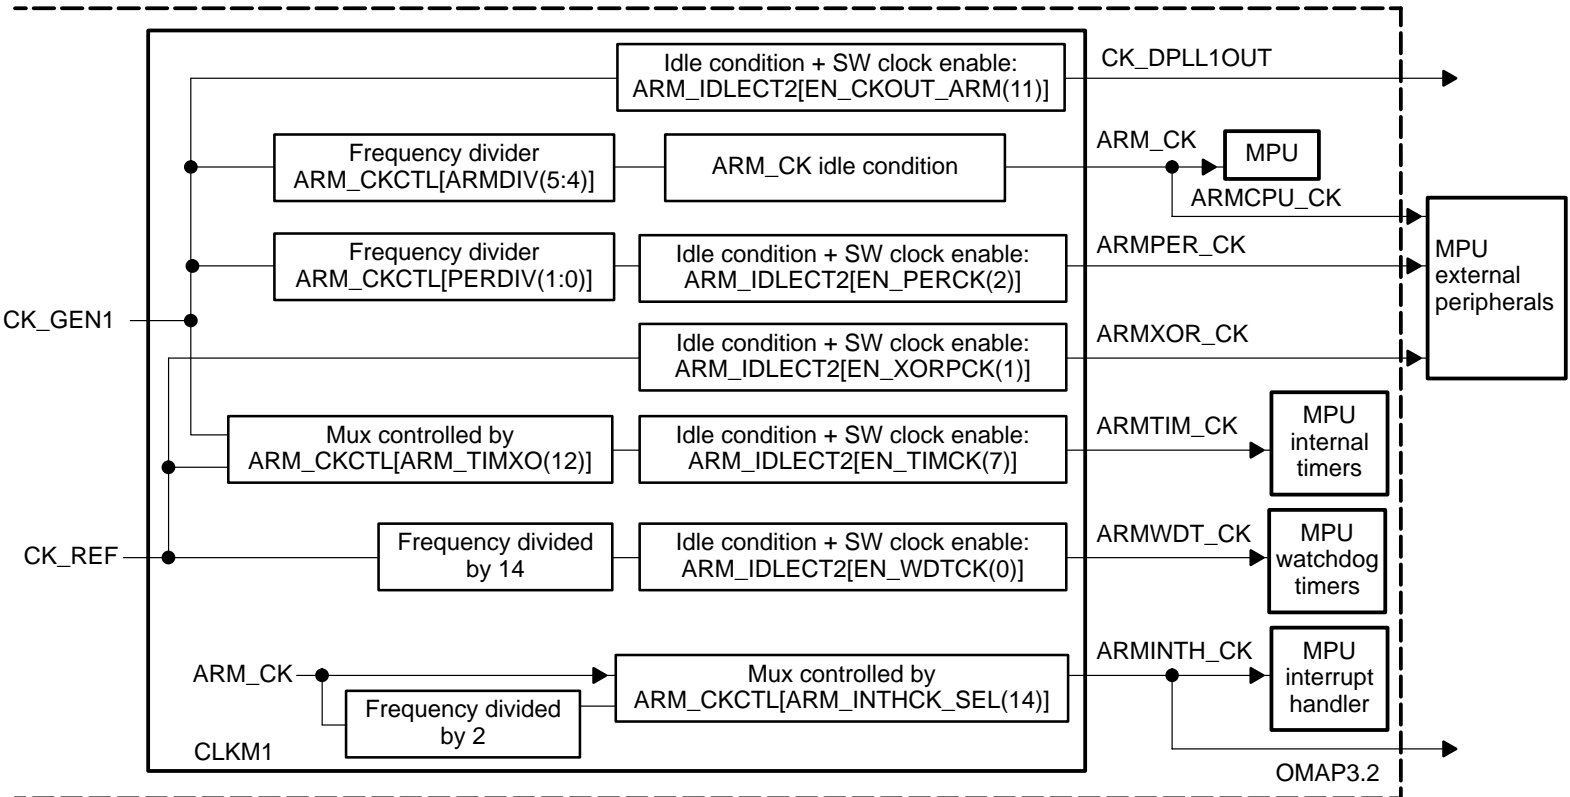 Idle condition + SW clock enable:
ARM_IDLECT2[EN_CKOUT_ARM(11)]
CK_DPLL1OUT
Frequency divider
ARM_CKCTL[ARMDIV(5:4)]
ARM_CK idle condition
ARM_CK
MPU
ARMCPU_CK
Frequency divider
ARM_CKCTL[PERDIV(1:0)]
Idle condition + SW clock enable:
ARM_IDLECT2[EN_PERCK(2)]
ARMPER_CK
MPU
external
peripherals
CK_GEN1
Idle condition + SW clock enable:
ARM_IDLECT2[EN_XORPCK(1)]
ARMXOR_CK
Mux controlled by
ARM_CKCTL[ARM_TIMXO(12)]
Idle condition + SW clock enable:
ARM_IDLECT2[EN_TIMCK(7)]
ARMTIM_CK
MPU
internal
timers
CK_REF
Frequency divided
by 14
Idle condition + SW clock enable:
ARM_IDLECT2[EN_WDTCK(0)]
ARMWDT_CK
MPU
watchdog
timers
ARM_CK
Frequency divided
by 2
Mux controlled by
ARM_CKCTL[ARM_INTHCK_SEL(14)]
ARMINTH_CK
MPU
interrupt
handler
CLKM1
OMAP3.2